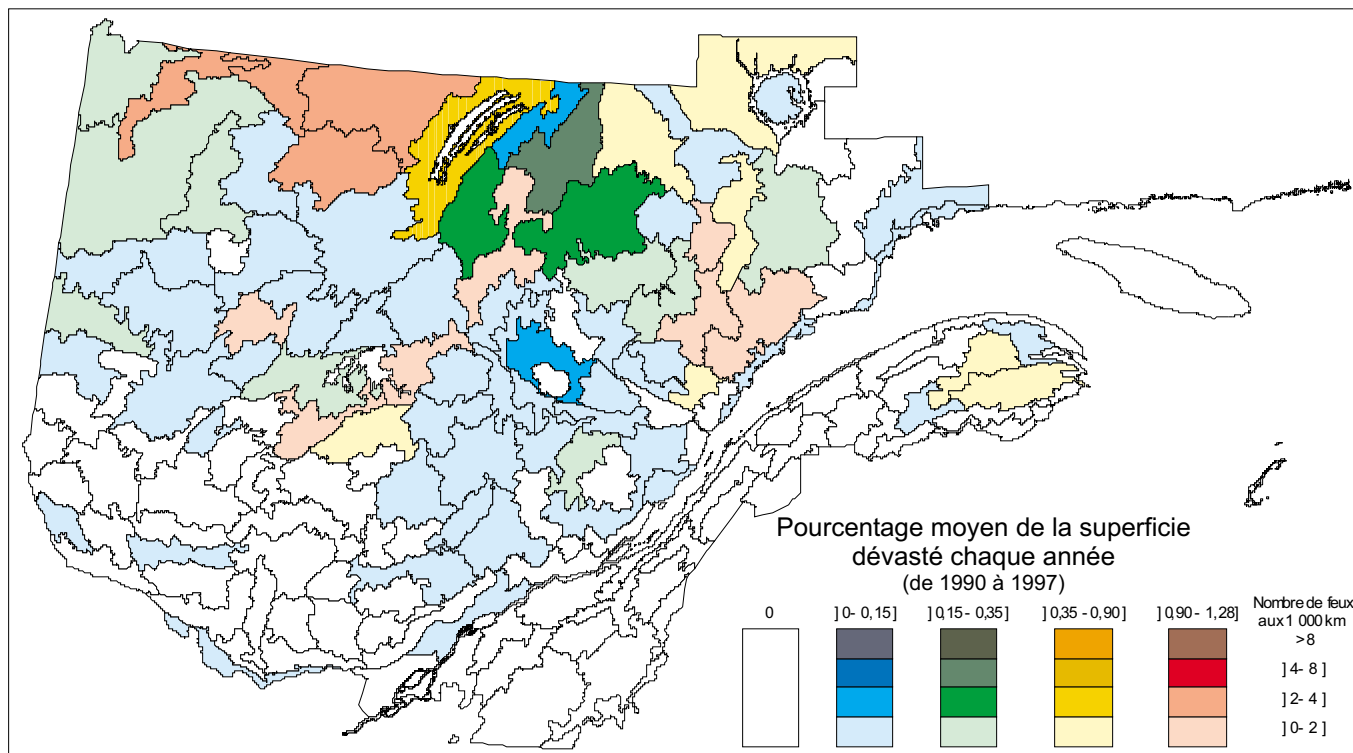 Pourcentage moyen de la superficie
dévasté chaque année
(de 1990 à 1997)
0
]0- 0,15]
]0,15- 0,35]
]0,35 - 0,90]
]0,90 - 1,28]
Nombre de feux
aux 1 000 km
>8
]4- 8 ]
]2- 4 ]
]0- 2 ]